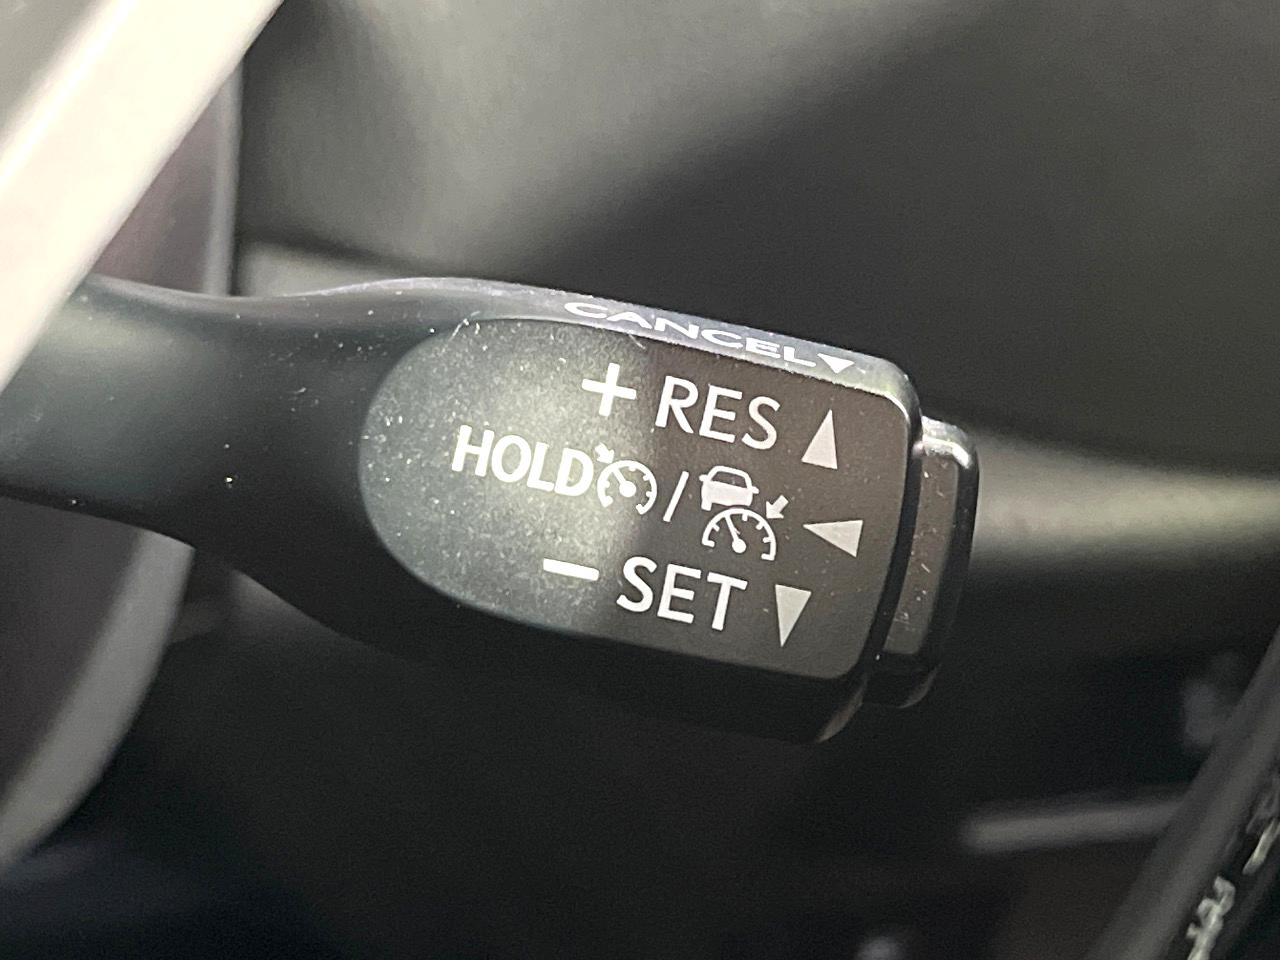 CANCEL▼
+ RES ▲
HOLD / ◀
− SET ▼